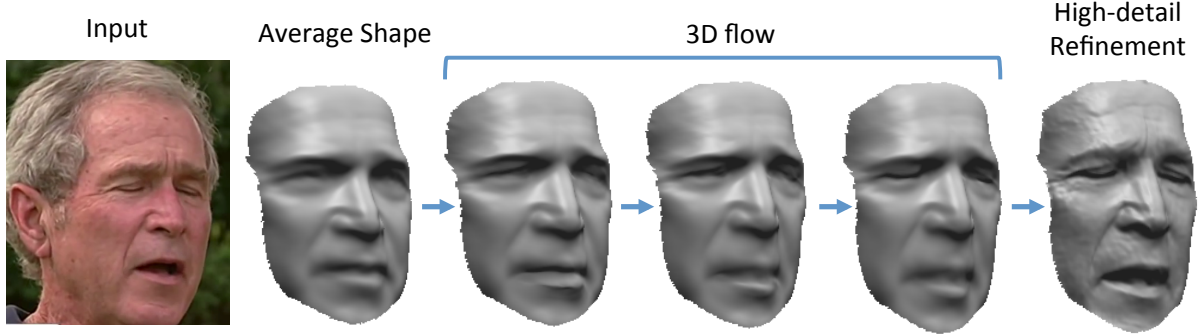 Input
Average Shape
3D flow
High-detail
Refinement